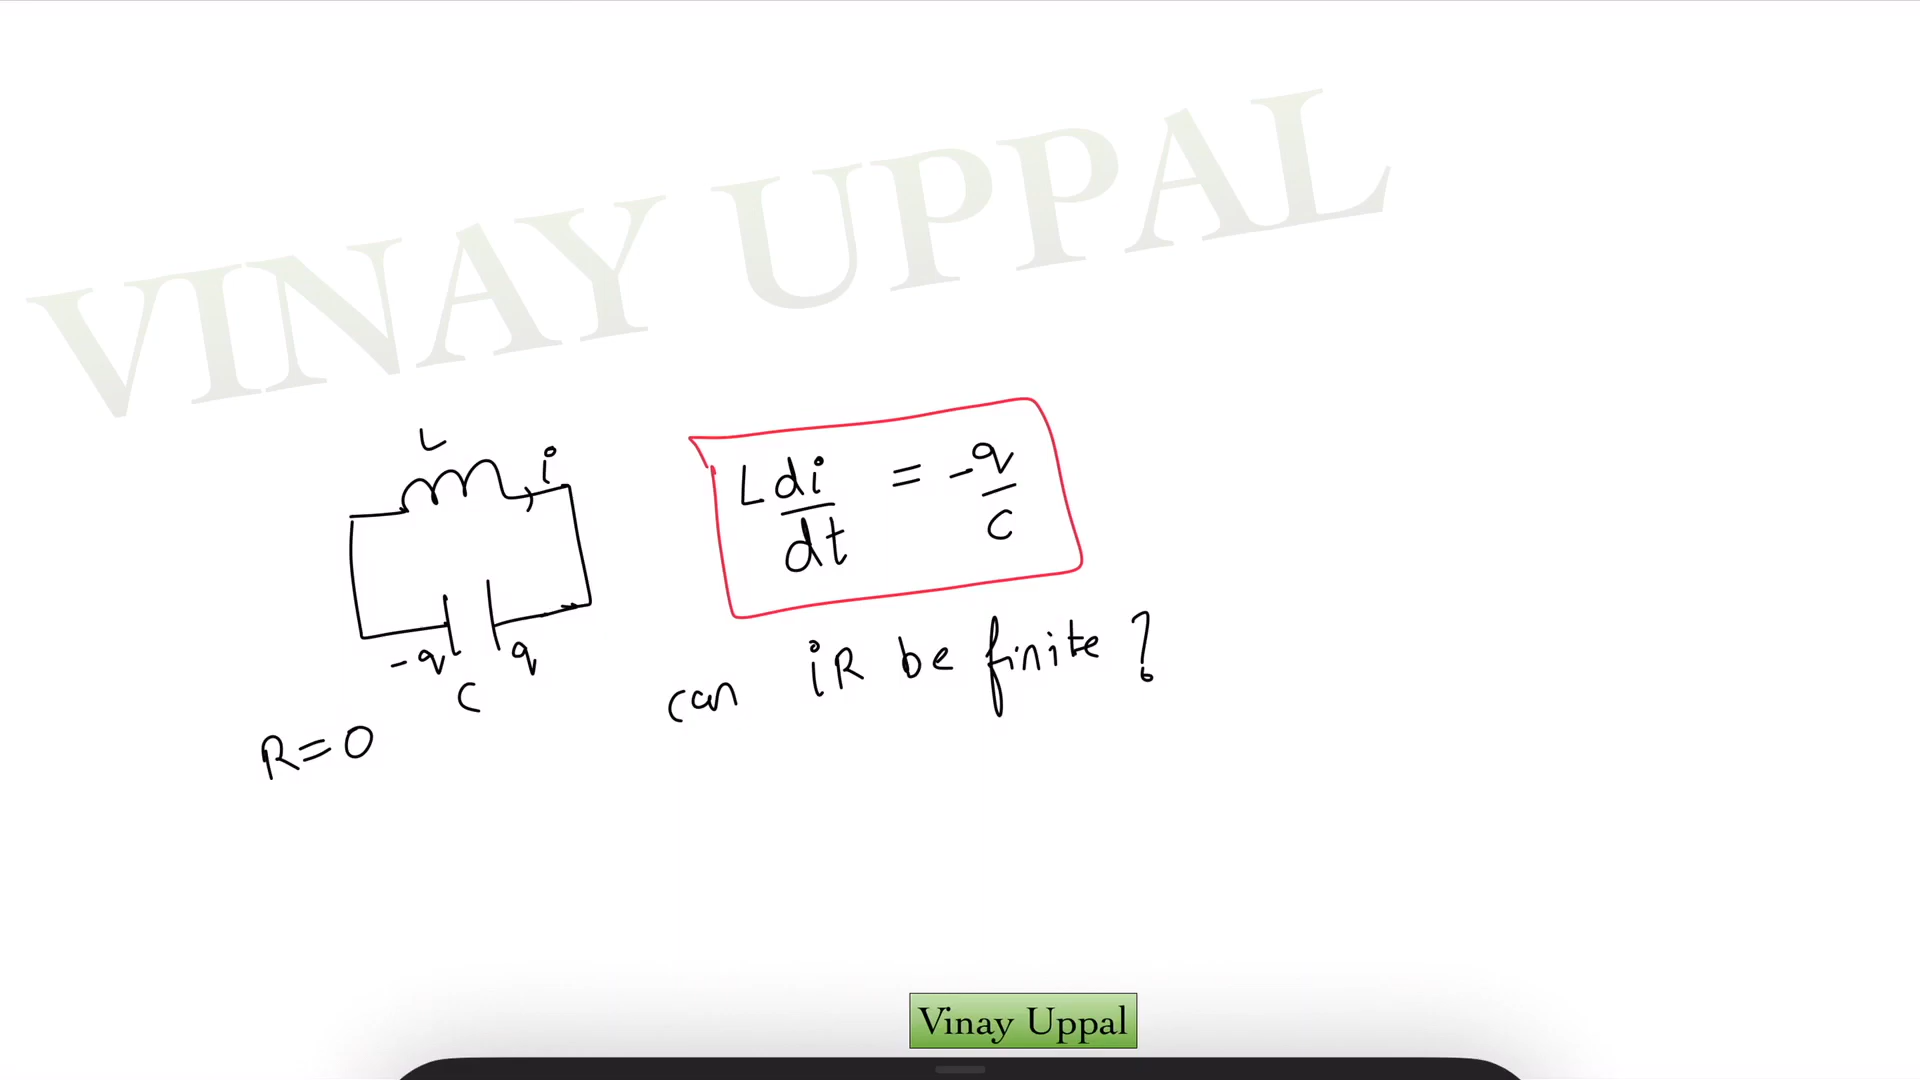 VINAY UPPAL
L
i
L di/dt = -q/C
-q
q
C
can iR be finite?
R=0
Vinay Uppal